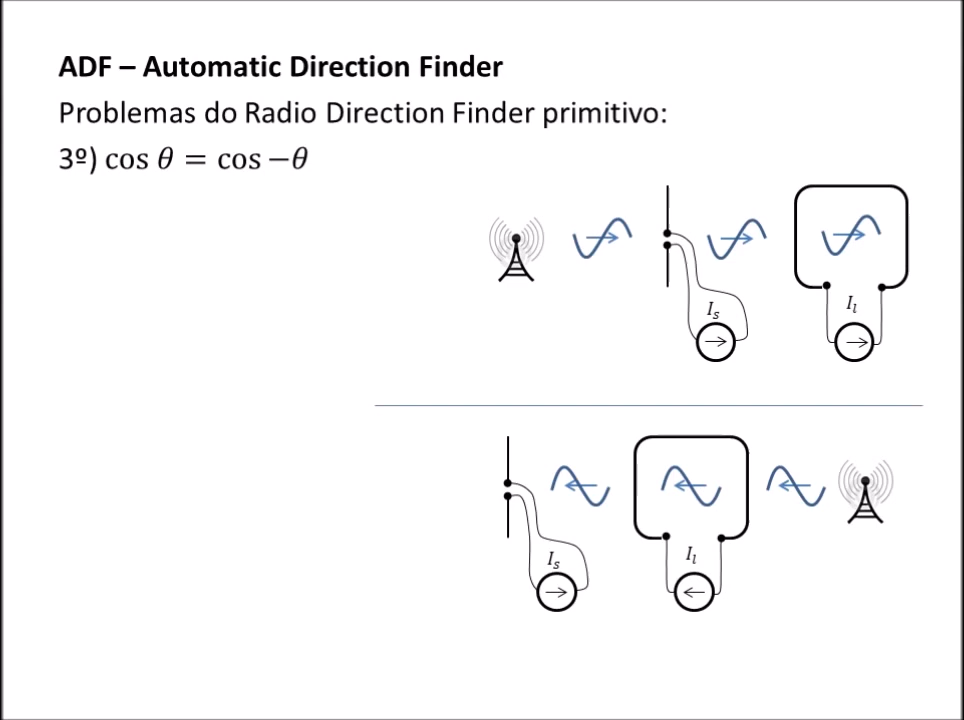 ADF – Automatic Direction Finder
Problemas do Radio Direction Finder primitivo:
3º) cos θ = cos −θ
I_s
I_l
I_s
I_l